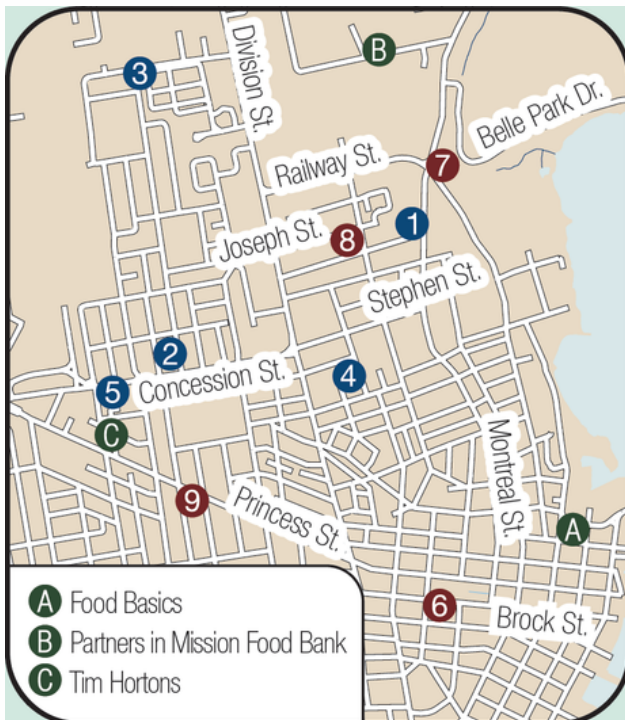 B
3
Division St.
Belle Park Dr.
Railway St.
7
1
Joseph St.
8
Stephen St.
2
4
5
Concession St.
C
Montreal St.
9
Princess St.
A
6
Brock St.
A Food Basics
B Partners in Mission Food Bank
C Tim Hortons